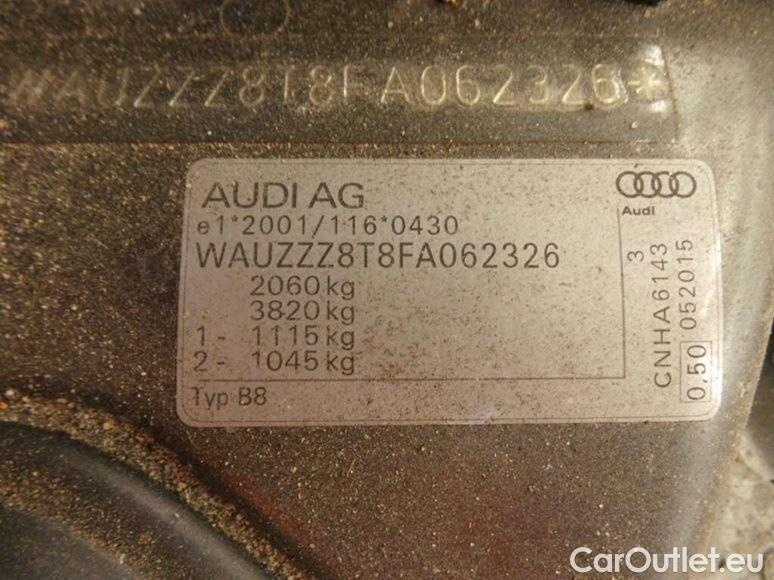 WAUZZZ8T8FA062326*
AUDI AG
e1*2001/116*0430
WAUZZZ8T8FA062326
2060 kg
3820 kg
1 - 1115 kg
2 - 1045 kg
Typ B8
Audi
3
CNHA6143
0,50 052015
CarOutlet.eu